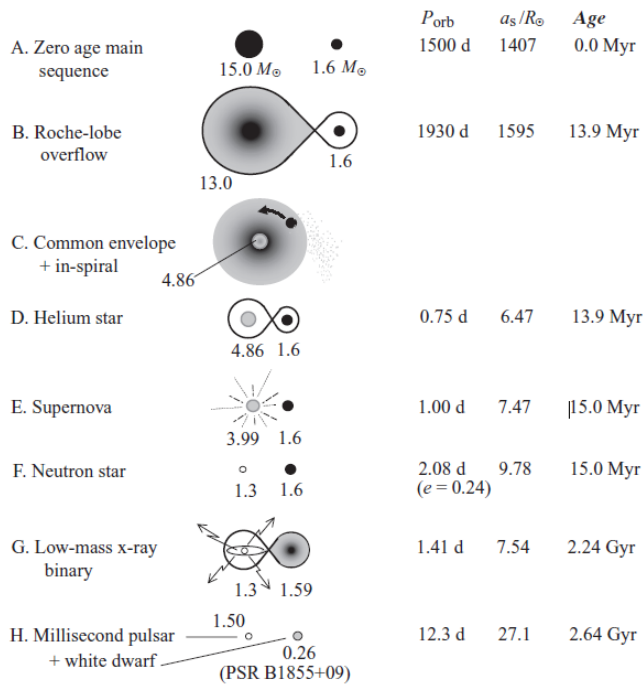 P_orb a_s/R_⊙ Age
A. Zero age main sequence 1500 d 1407 0.0 Myr
15.0 M_⊙ 1.6 M_⊙
B. Roche-lobe overflow 1930 d 1595 13.9 Myr
1.6
13.0
C. Common envelope
+ in-spiral
4.86
D. Helium star 0.75 d 6.47 13.9 Myr
4.86 1.6
E. Supernova 1.00 d 7.47 15.0 Myr
3.99 1.6
F. Neutron star 2.08 d 9.78 15.0 Myr
1.3 1.6 (e = 0.24)
G. Low-mass x-ray binary 1.41 d 7.54 2.24 Gyr
1.3 1.59
1.50
H. Millisecond pulsar 12.3 d 27.1 2.64 Gyr
+ white dwarf 0.26
(PSR B1855+09)